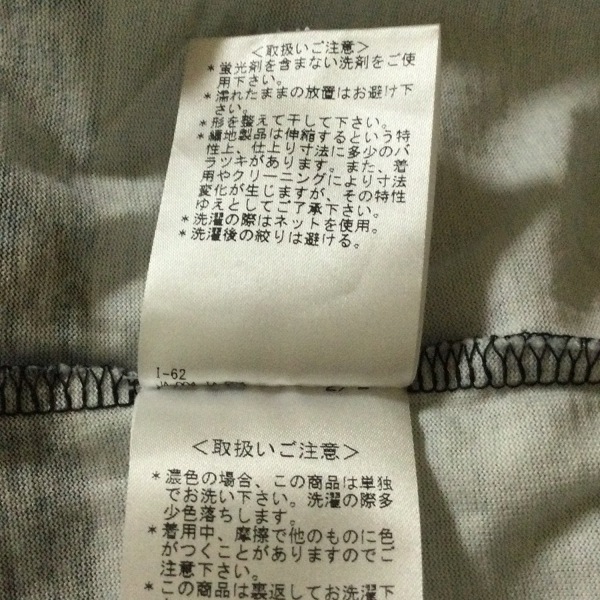 <取扱いご注意>
*蛍光剤を含まない洗剤をご使
用下さい。
*濡れたままの放置はお避け下
さい。
*形を整えて干して下さい。
*編地製品は伸縮するという特
性上、仕上り寸法に多少のバ
ラツキがあります。また、着
用やクリーニングにより寸法
変化が生じますが、その特性
ゆえとしてご了承下さい。
*洗濯の際はネットを使用。
*洗濯後の絞りは避ける。
I-62
<取扱いご注意>
*濃色の場合、この商品は単独
でお洗い下さい。洗濯の際多
少色落ちします。
*着用中、摩擦で他のものに色
がつくことがありますのでご
注意下さい。
*この商品は裏返してお洗濯下